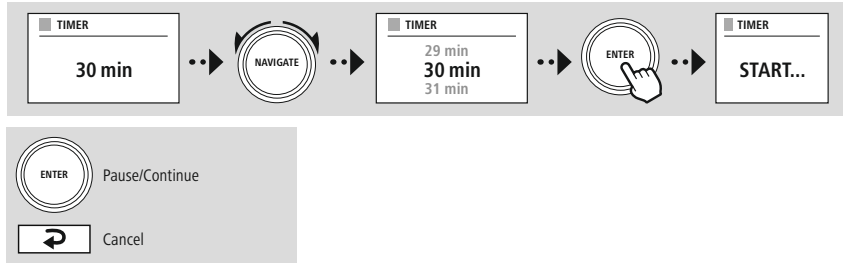 TIMER
30 min
NAVIGATE
TIMER
29 min
30 min
31 min
ENTER
TIMER
START...
ENTER
Pause/Continue
Cancel